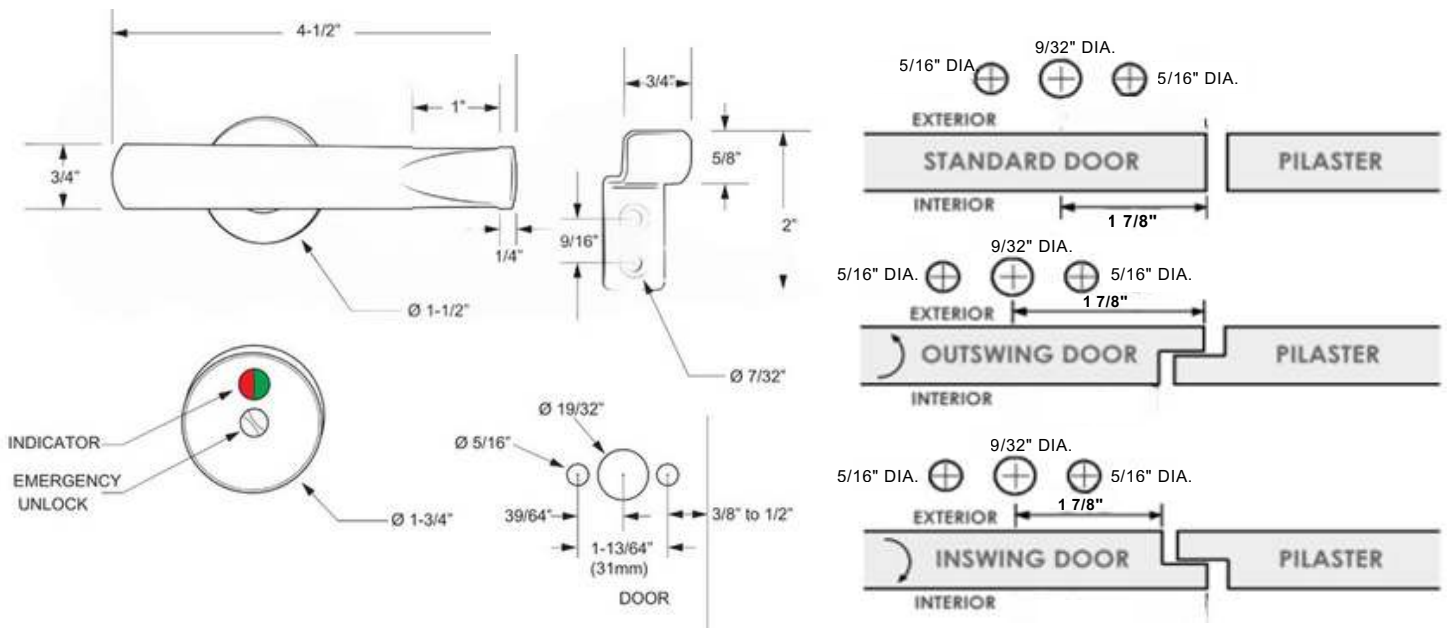 4-1/2"
1"
3/4"
1/4"
Ø 1-1/2"
3/4"
5/8"
2"
9/16"
Ø 7/32"
INDICATOR
EMERGENCY
UNLOCK
Ø 1-3/4"
Ø 19/32"
Ø 5/16"
39/64"
3/8" to 1/2"
1-13/64"
(31mm)
DOOR
9/32" DIA.
5/16" DIA.
5/16" DIA.
EXTERIOR
STANDARD DOOR
PILASTER
INTERIOR
1 7/8"
9/32" DIA.
5/16" DIA.
5/16" DIA.
1 7/8"
EXTERIOR
OUTSWING DOOR
PILASTER
INTERIOR
9/32" DIA.
5/16" DIA.
5/16" DIA.
1 7/8"
EXTERIOR
INSWING DOOR
PILASTER
INTERIOR